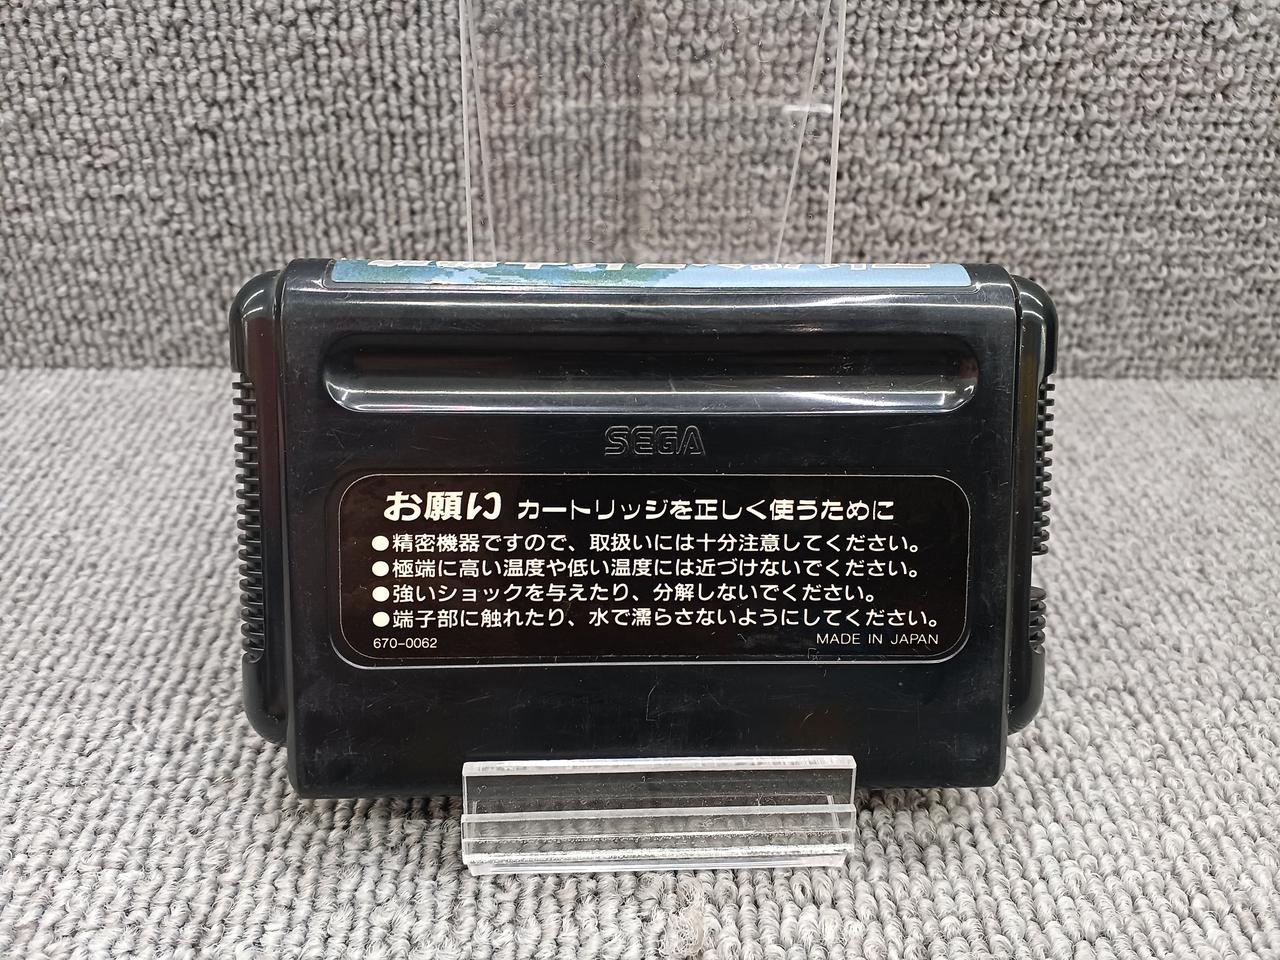 SEGA
お願い カートリッジを正しく使うために
●精密機器ですので、取扱いには十分注意してください。
●極端に高い温度や低い温度には近づけないでください。
●強いショックを与えたり、分解しないでください。
●端子部に触れたり、水で濡らさないようにしてください。
670-0062 MADE IN JAPAN